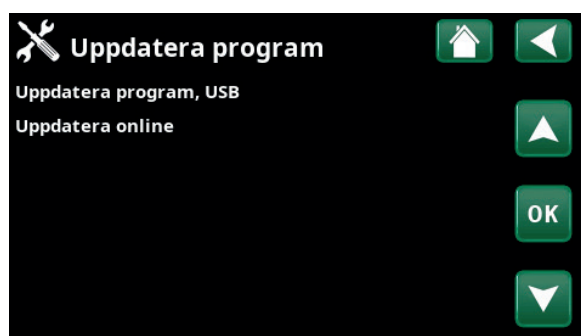 Uppdatera program
Uppdatera program, USB
Uppdatera online
OK